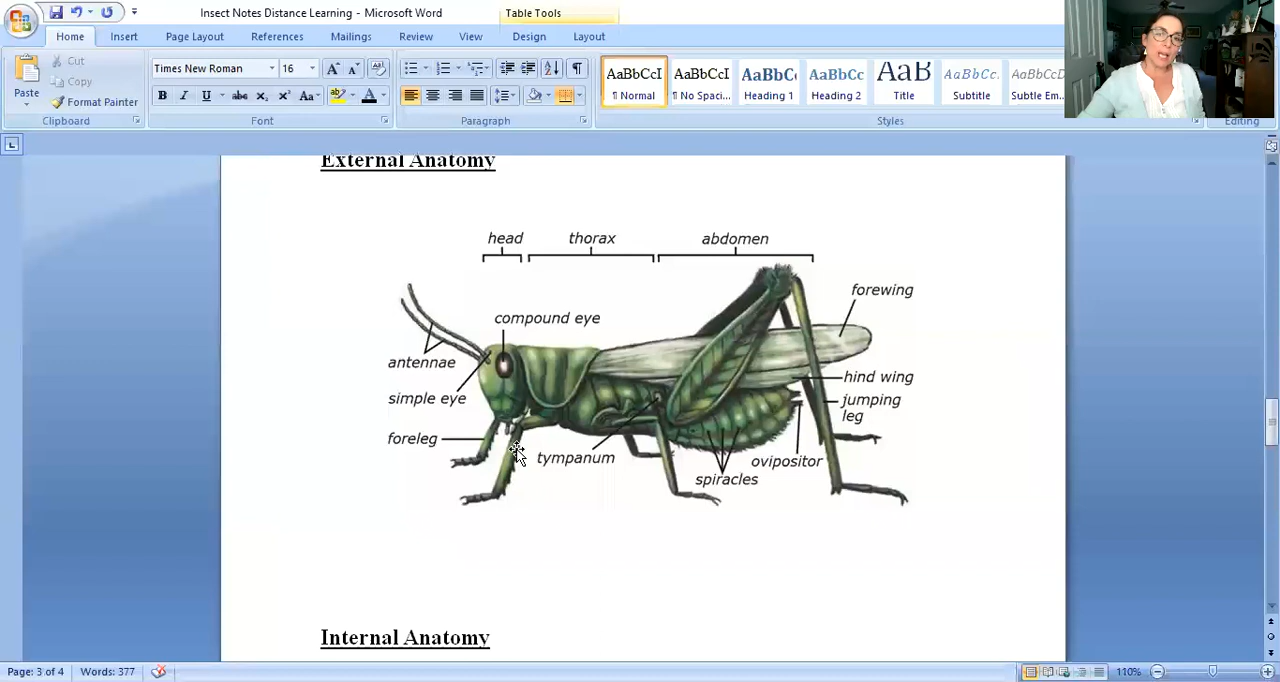 Insect Notes Distance Learning - Microsoft Word
Table Tools
Home Insert Page Layout References Mailings Review View Design Layout
Cut
Copy
Paste
Format Painter
Clipboard
Times New Roman 16
Font
Paragraph
AaBbCcI AaBbCcI AaBbCc AaBbCc AaB AaBbCc. AaBbCcD
¶ Normal ¶ No Spaci... Heading 1 Heading 2 Title Subtitle Subtle Em...
Styles
Editing
External Anatomy
head thorax abdomen
forewing
compound eye
antennae
hind wing
simple eye
jumping
leg
foreleg
tympanum
ovipositor
spiracles
Internal Anatomy
Page: 3 of 4 Words: 377 110%